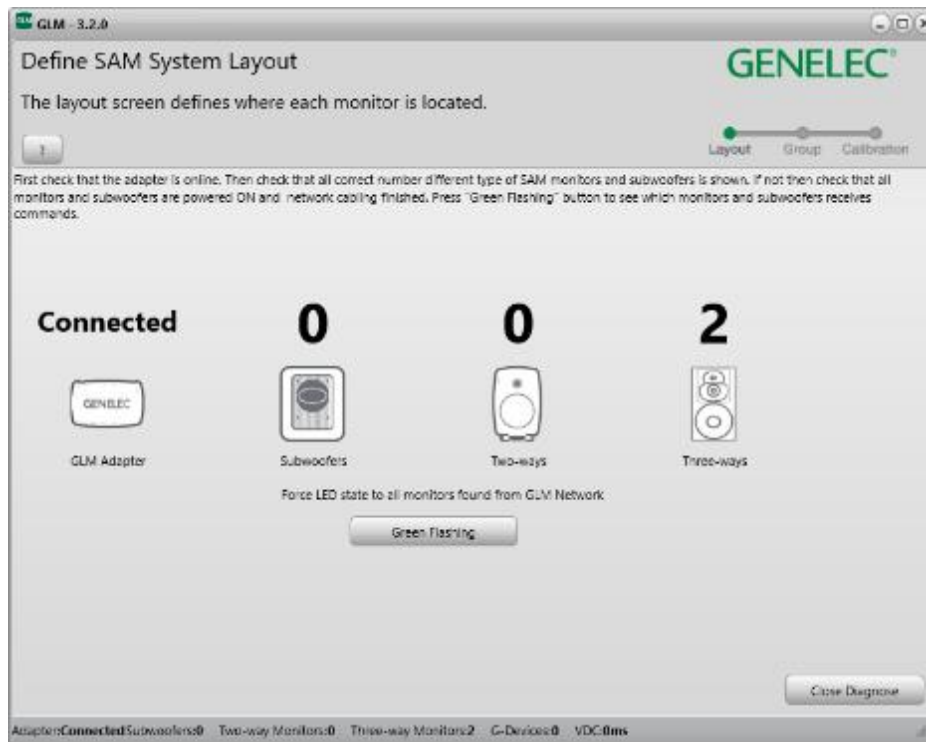 GLM - 3.2.0
Define SAM System Layout
GENELEC®
The layout screen defines where each monitor is located.
Layout Group Calibration
First check that the adapter is online. Then check that all correct number different type of SAM monitors and subwoofers is shown. If not then check that all
monitors and subwoofers are powered ON and network cabling finished. Press "Green Flashing" button to see which monitors and subwoofers receives
commands.
Connected 0 0 2
GENELEC
GLM Adapter Subwoofers Two-ways Three-ways
Force LED state to all monitors found from GLM Network
Green Flashing
Close Diagnose
Adapter:Connected Subwoofers:0 Two-way Monitors:0 Three-way Monitors:2 G-Devices:0 VDC:0ms